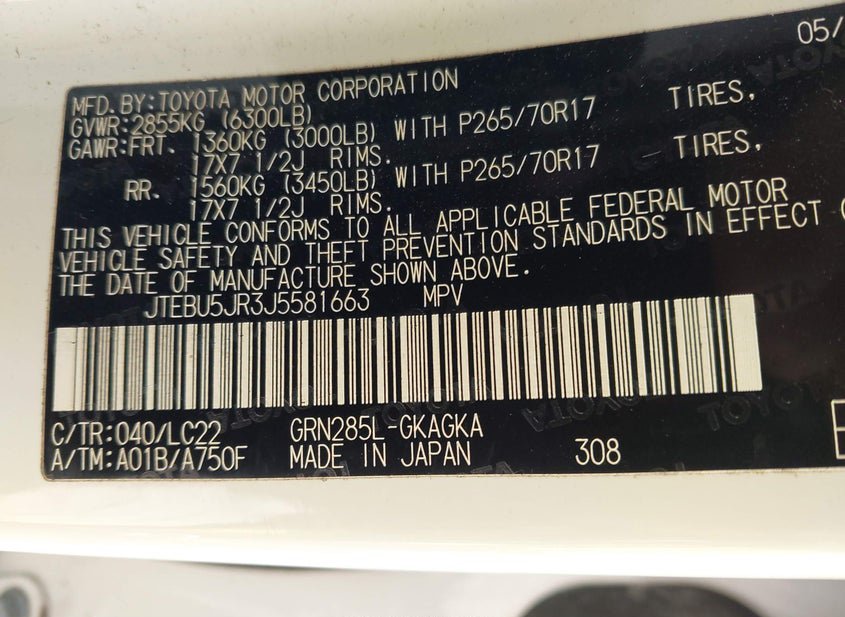 05/
MFD.BY:TOYOTA MOTOR CORPORATION
GVWR:2855KG (6300LB)
GAWR:FRT. 1360KG (3000LB) WITH P265/70R17 TIRES,
17X7 1/2J RIMS.
RR. 1560KG (3450LB) WITH P265/70R17 — TIRES,
17X7 1/2J RIMS.
THIS VEHICLE CONFORMS TO ALL APPLICABLE FEDERAL MOTOR
VEHICLE SAFETY AND THEFT PREVENTION STANDARDS IN EFFECT
THE DATE OF MANUFACTURE SHOWN ABOVE.
JTEBU5JR3J5581663 MPV
C/TR:040/LC22 GRN285L-GKAGKA
A/TM:A01B/A750F MADE IN JAPAN 308